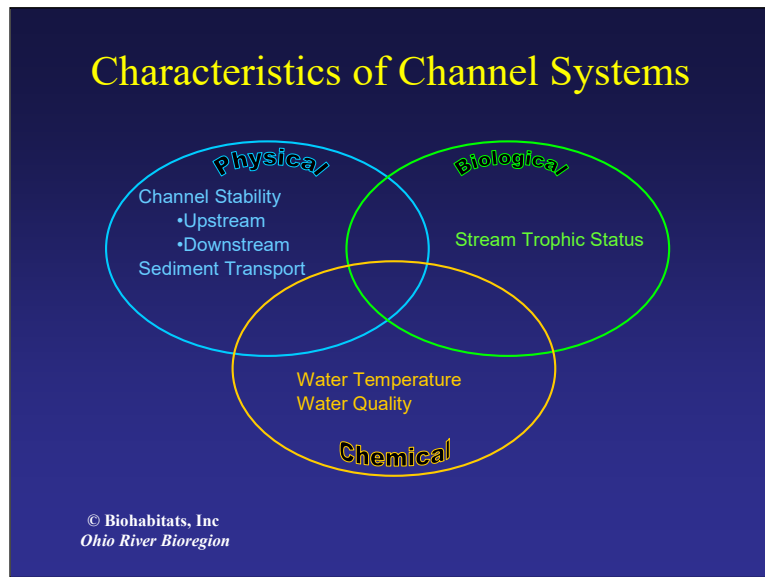 Characteristics of Channel Systems
Physical
Channel Stability
•Upstream
•Downstream
Sediment Transport
Biological
Stream Trophic Status
Water Temperature
Water Quality
Chemical
© Biohabitats, Inc
Ohio River Bioregion